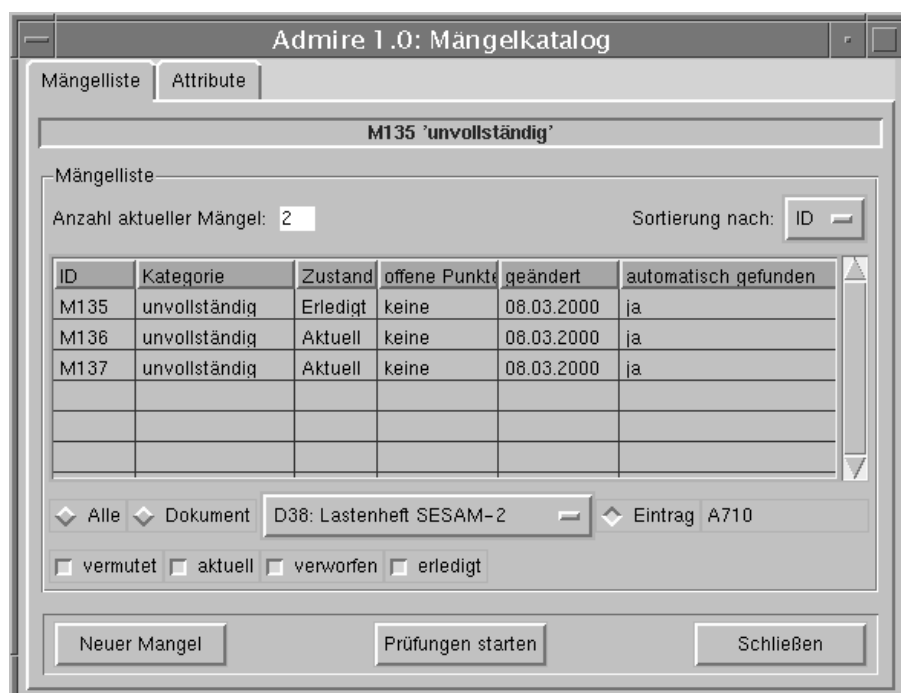 Admire 1.0: Mängelkatalog
Mängelliste Attribute
M135 'unvollständig'
Mängelliste
Anzahl aktueller Mängel: 2 Sortierung nach: ID
ID Kategorie Zustand offene Punkte geändert automatisch gefunden
M135 unvollständig Erledigt keine 08.03.2000 ja
M136 unvollständig Aktuell keine 08.03.2000 ja
M137 unvollständig Aktuell keine 08.03.2000 ja
Alle Dokument D38: Lastenheft SESAM-2 Eintrag A710
vermutet aktuell verworfen erledigt
Neuer Mangel Prüfungen starten Schließen